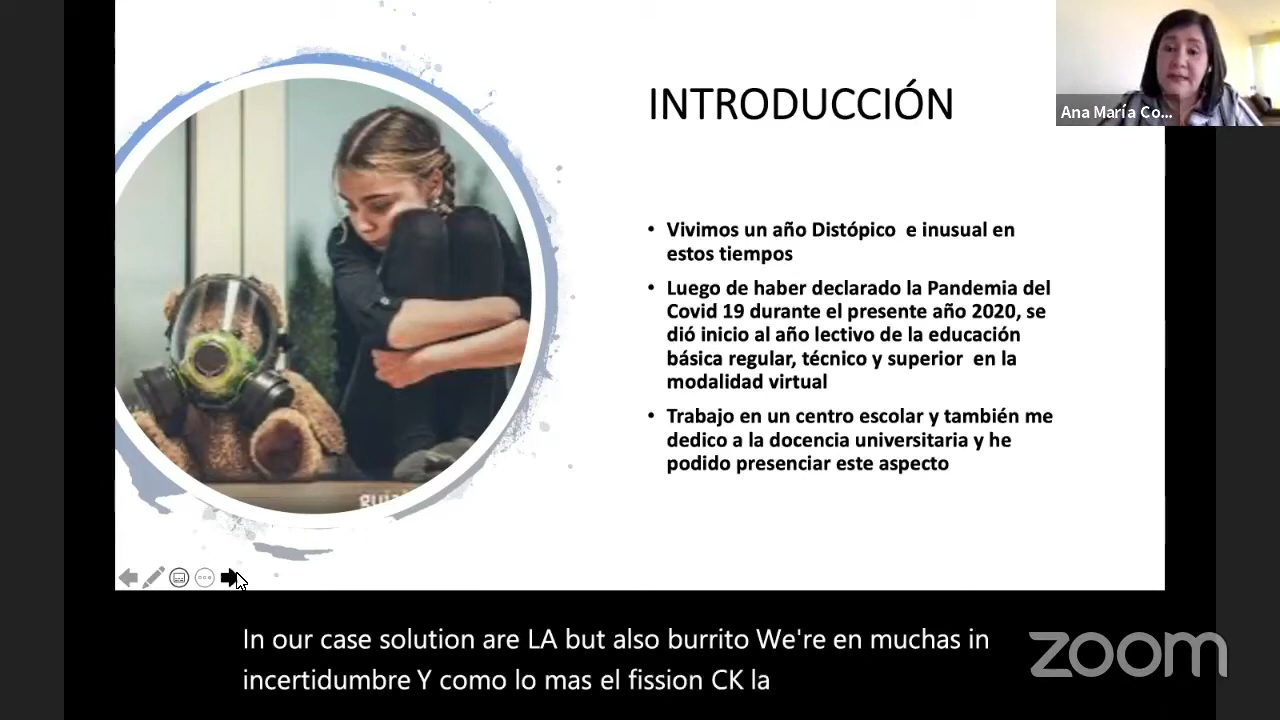 INTRODUCCIÓN
Ana María Co...
• Vivimos un año Distópico e inusual en
estos tiempos
• Luego de haber declarado la Pandemia del
Covid 19 durante el presente año 2020, se
dió inicio al año lectivo de la educación
básica regular, técnico y superior en la
modalidad virtual
• Trabajo en un centro escolar y también me
dedico a la docencia universitaria y he
podido presenciar este aspecto
In our case solution are LA but also burrito We're en muchas in
incertidumbre Y como lo mas el fission CK la
zoom